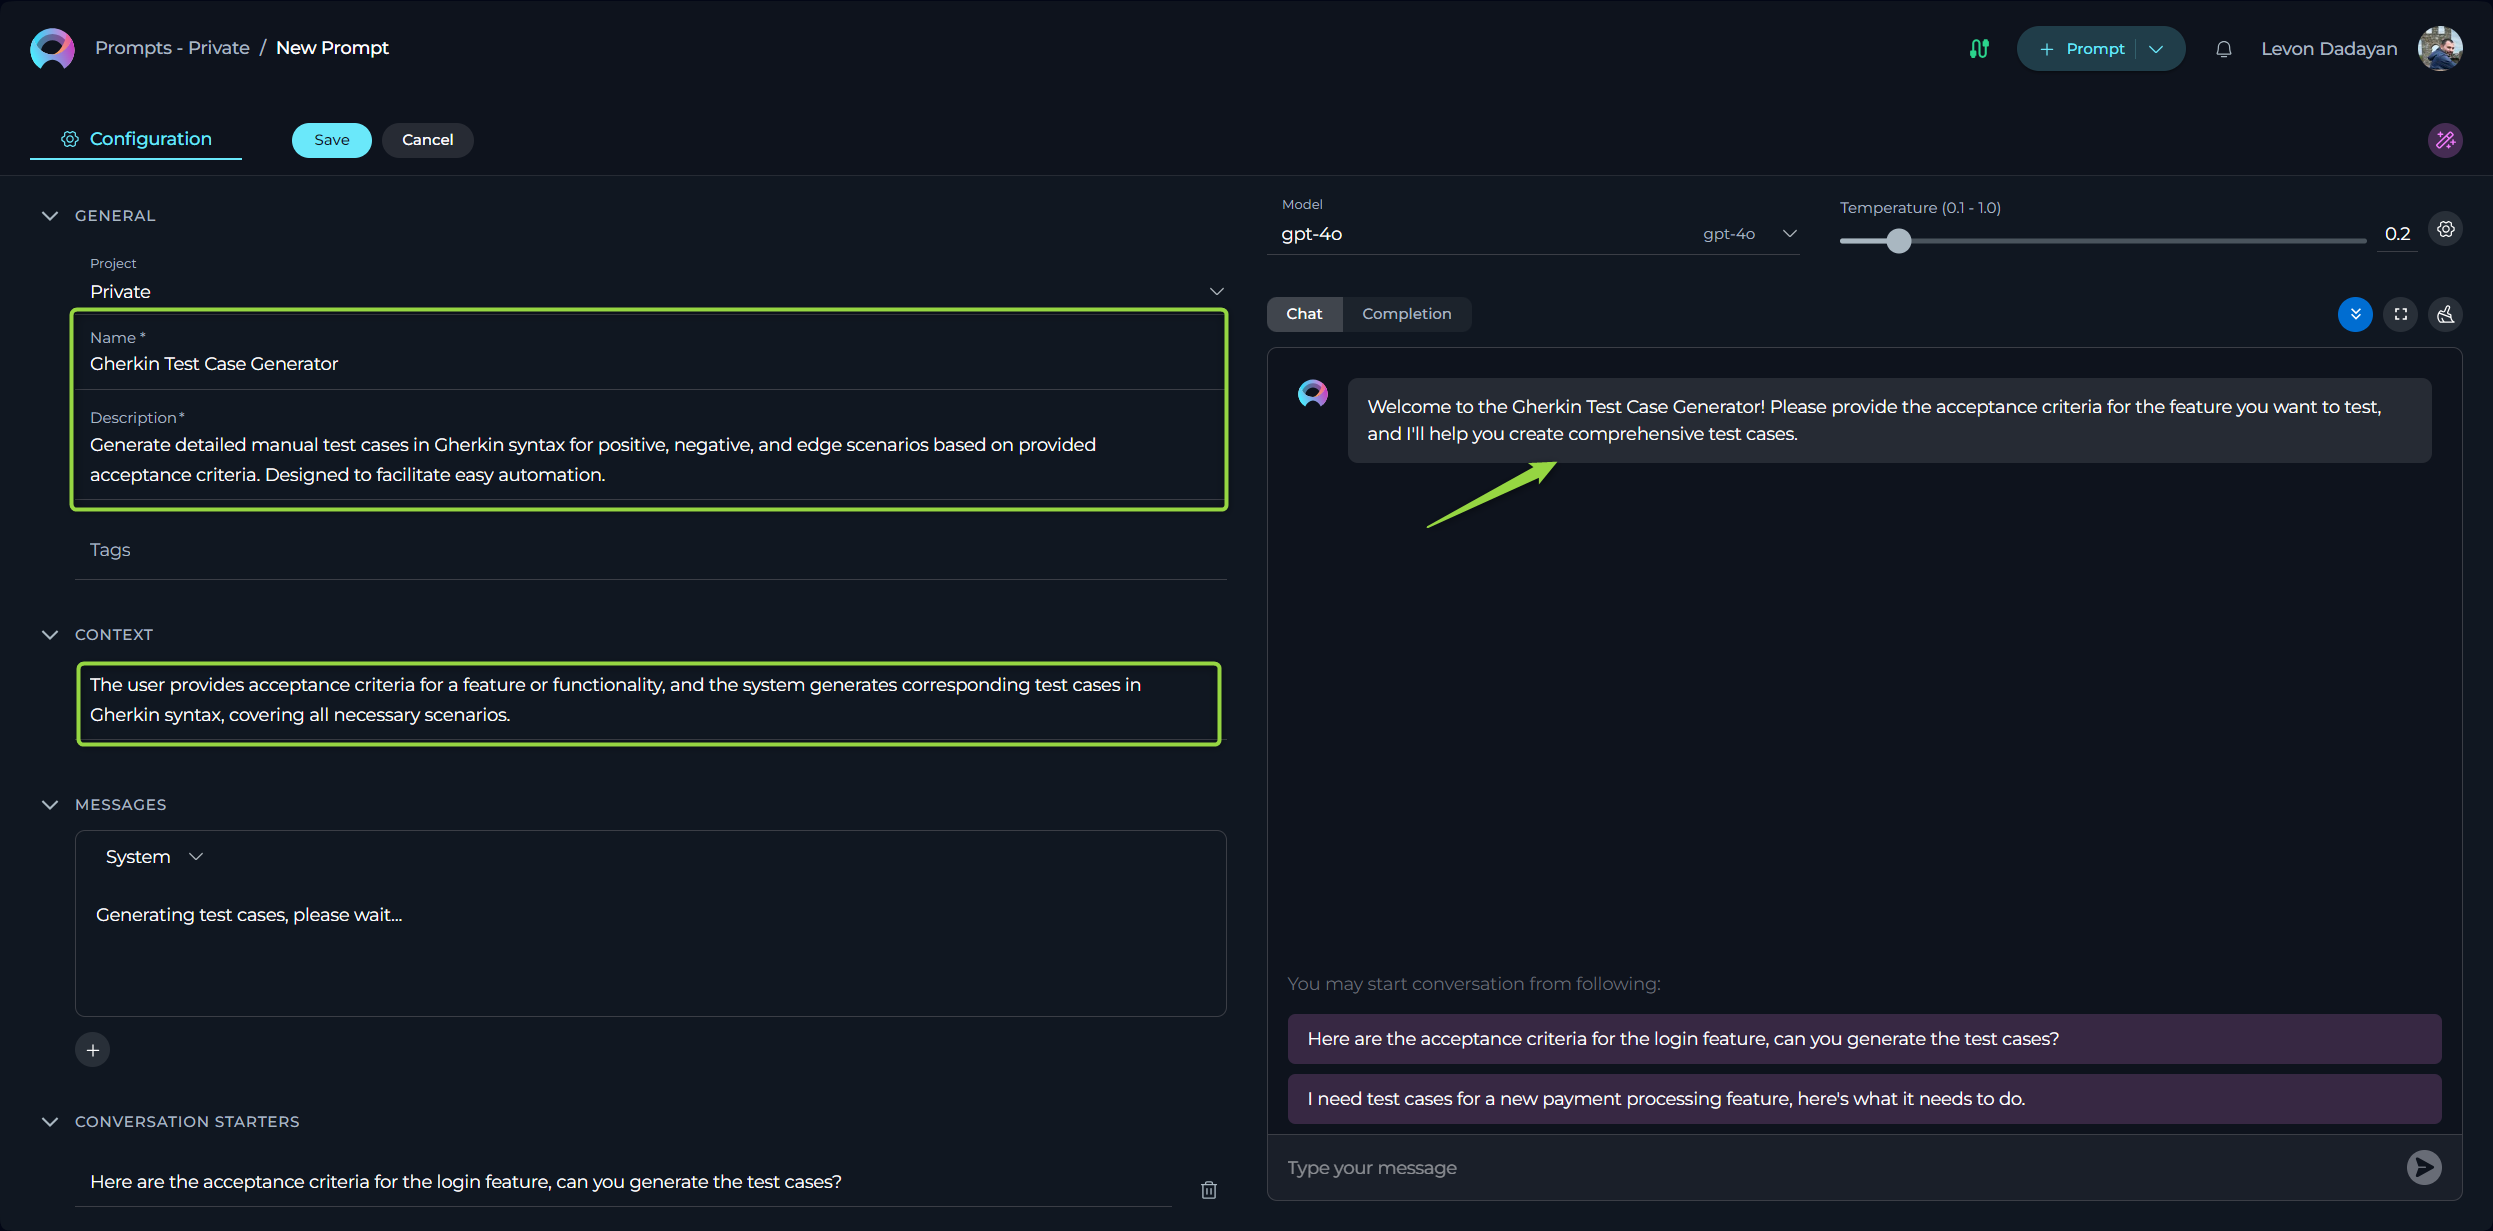 Prompts - Private / New Prompt
+ Prompt
Levon Dadayan
Configuration
Save
Cancel
GENERAL
Project
Private
Name *
Gherkin Test Case Generator
Description*
Generate detailed manual test cases in Gherkin syntax for positive, negative, and edge scenarios based on provided
acceptance criteria. Designed to facilitate easy automation.
Tags
CONTEXT
The user provides acceptance criteria for a feature or functionality, and the system generates corresponding test cases in
Gherkin syntax, covering all necessary scenarios.
MESSAGES
System
Generating test cases, please wait...
CONVERSATION STARTERS
Here are the acceptance criteria for the login feature, can you generate the test cases?
Model
gpt-4o
gpt-4o
Temperature (0.1 - 1.0)
0.2
Chat
Completion
Welcome to the Gherkin Test Case Generator! Please provide the acceptance criteria for the feature you want to test,
and I'll help you create comprehensive test cases.
You may start conversation from following:
Here are the acceptance criteria for the login feature, can you generate the test cases?
I need test cases for a new payment processing feature, here's what it needs to do.
Type your message